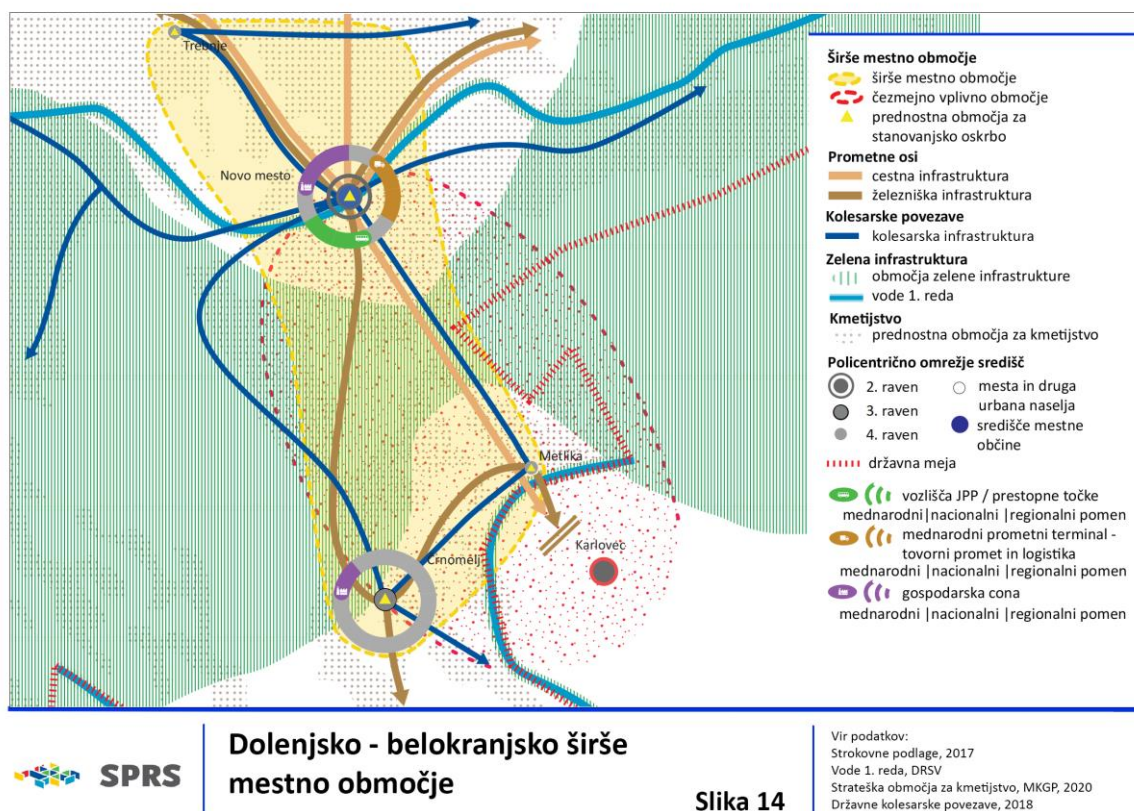 Trebnje
Novo mesto
Metlika
Črnomelj
Karlovec
Širše mestno območje
širše mestno območje
čezmejno vplivno območje
prednostna območja za
stanovanjsko oskrbo
Prometne osi
cestna infrastruktura
železniška infrastruktura
Kolesarske povezave
kolesarska infrastruktura
Zelena infrastruktura
območja zelene infrastrukture
vode 1. reda
Kmetijstvo
prednostna območja za kmetijstvo
Policentrično omrežje središč
2. raven
3. raven
4. raven
mesta in druga
urbana naselja
središče mestne
občine
državna meja
vozlišča JPP / prestopne točke
mednarodni|nacionalni |regionalni pomen
mednarodni prometni terminal -
tovorni promet in logistika
mednarodni |nacionalni |regionalni pomen
gospodarska cona
mednarodni |nacionalni |regionalni pomen
SPRS
Dolenjsko - belokranjsko širše
mestno območje
Slika 14
Vir podatkov:
Strokovne podlage, 2017
Vode 1. reda, DRSV
Strateška območja za kmetijstvo, MKGP, 2020
Državne kolesarske povezave, 2018